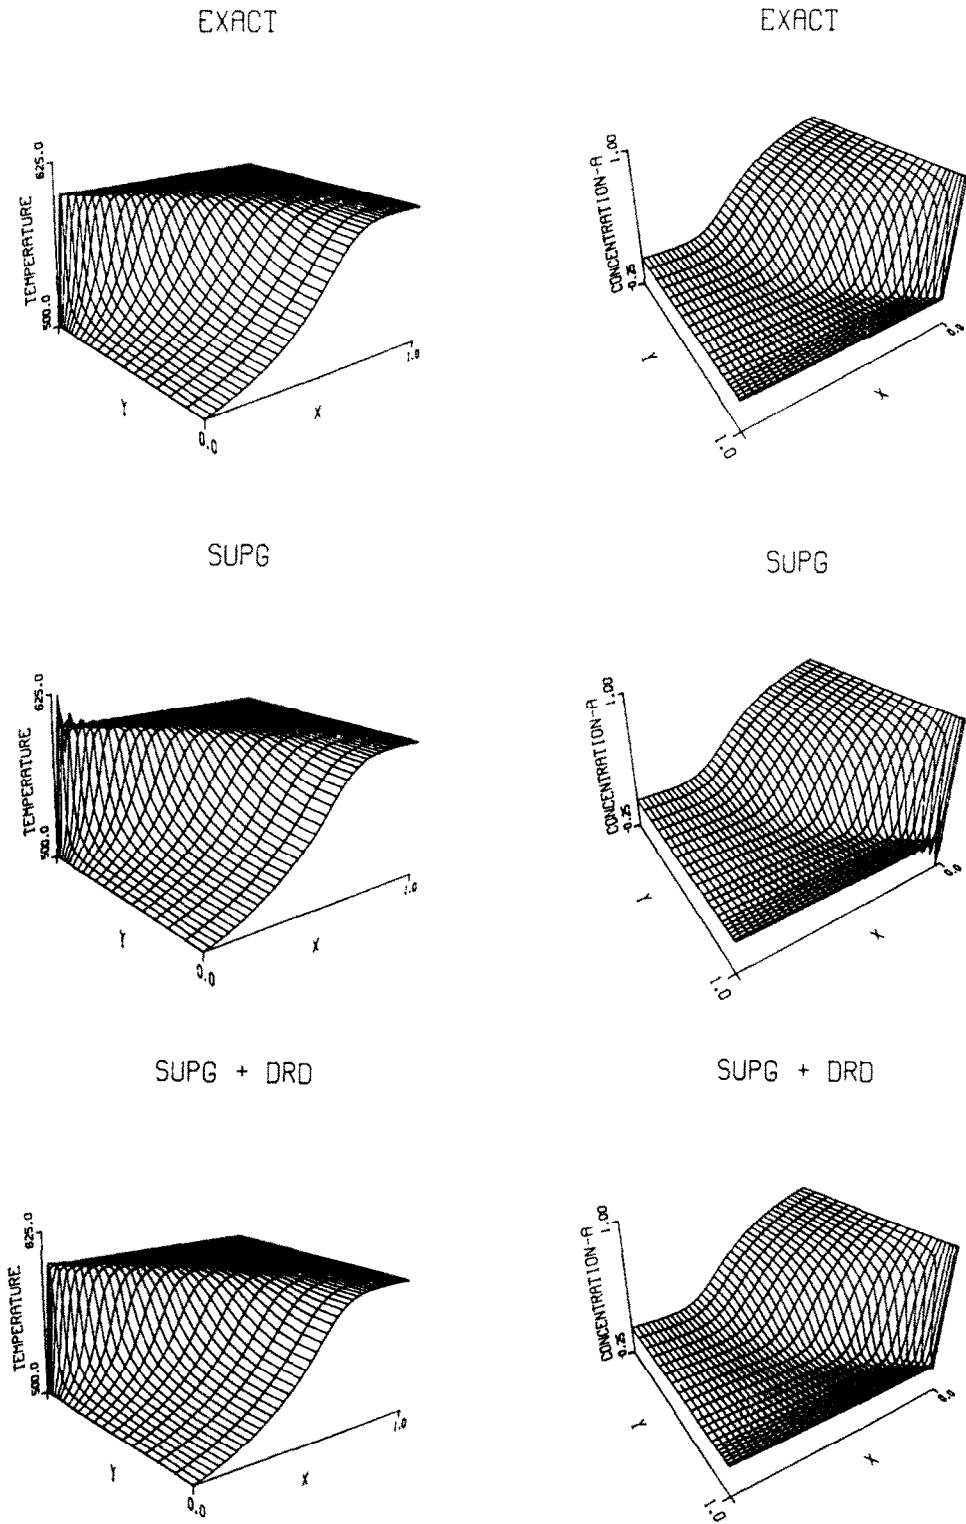 EXACT
EXACT
625.0
TEMPERATURE
500.0
Y
X
0.0
1.0
1.00
CONCENTRATION-A
-0.25
Y
X
0.0
1.0
SUPG
SUPG
625.0
TEMPERATURE
500.0
Y
X
0.0
1.0
1.00
CONCENTRATION-A
-0.25
Y
X
0.0
1.0
SUPG + DRD
SUPG + DRD
625.0
TEMPERATURE
500.0
Y
X
0.0
1.0
1.00
CONCENTRATION-A
-0.25
Y
X
0.0
1.0